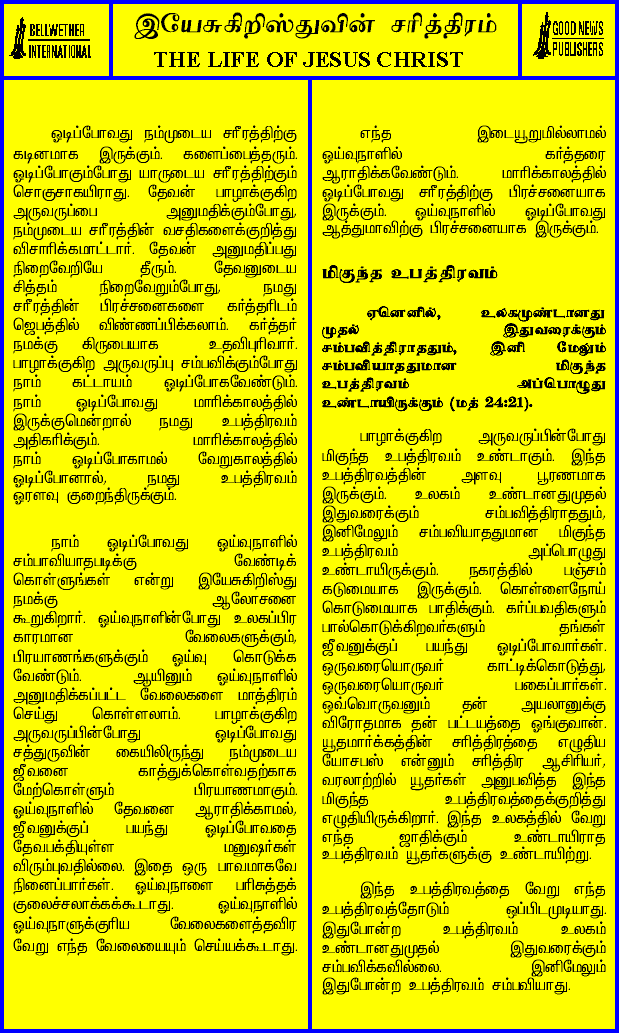 BELLWETHER
INTERNATIONAL
இயேசுகிறிஸ்துவின் சரித்திரம்
THE LIFE OF JESUS CHRIST
GOOD NEWS
PUBLISHERS
ஓடிப்போவது நம்முடைய சரீரத்திற்கு
கடினமாக இருக்கும். களைப்பைத்தரும்.
ஓடிப்போகும்போது யாருடைய சரீரத்திற்கும்
சொகுசாகயிராது. தேவன் பாழாக்குகிற
அருவருப்பை அனுமதிக்கும்போது,
நம்முடைய சரீரத்தின் வசதிகளைக்குறித்து
விசாரிக்கமாட்டார். தேவன் அனுமதிப்பது
நிறைவேறியே தீரும். தேவனுடைய
சித்தம் நிறைவேறும்போது, நமது
சரீரத்தின் பிரச்சனைகளை கர்த்தரிடம்
ஜெபத்தில் விண்ணப்பிக்கலாம். கர்த்தர்
நமக்கு கிருபையாக உதவிபுரிவார்.
பாழாக்குகிற அருவருப்பு சம்பவிக்கும்போது
நாம் கட்டாயம் ஓடிப்போகவேண்டும்.
நாம் ஓடிப்போவது மாரிக்காலத்தில்
இருக்குமென்றால் நமது உபத்திரவம்
அதிகரிக்கும். மாரிக்காலத்தில்
நாம் ஓடிப்போகாமல் வேறுகாலத்தில்
ஓடிப்போனால், நமது உபத்திரவம்
ஓரளவு குறைந்திருக்கும்.
நாம் ஓடிப்போவது ஓய்வுநாளில்
சம்பாவியாதபடிக்கு வேண்டிக்
கொள்ளுங்கள் என்று இயேசுகிறிஸ்து
நமக்கு ஆலோசனை
கூறுகிறார். ஓய்வுநாளின்போது உலகப்பிர
காரமான வேலைகளுக்கும்,
பிரயாணங்களுக்கும் ஓய்வு கொடுக்க
வேண்டும். ஆயினும் ஓய்வுநாளில்
அனுமதிக்கப்பட்ட வேலைகளை மாத்திரம்
செய்து கொள்ளலாம். பாழாக்குகிற
அருவருப்பின்போது ஓடிப்போவது
சத்துருவின் கையிலிருந்து நம்முடைய
ஜீவனை காத்துக்கொள்வதற்காக
மேற்கொள்ளும் பிரயாணமாகும்.
ஓய்வுநாளில் தேவனை ஆராதிக்காமல்,
ஜீவனுக்குப் பயந்து ஓடிப்போவதை
தேவபக்தியுள்ள மனுஷர்கள்
விரும்புவதில்லை. இதை ஒரு பாவமாகவே
நினைப்பார்கள். ஓய்வுநாளை பரிசுத்தக்
குலைச்சலாக்கக்கூடாது. ஓய்வுநாளில்
ஓய்வுநாளுக்குரிய வேலைகளைத்தவிர
வேறு எந்த வேலையையும் செய்யக்கூடாது.
எந்த இடையூறுமில்லாமல்
ஓய்வுநாளில் கர்த்தரை
ஆராதிக்கவேண்டும். மாரிக்காலத்தில்
ஓடிப்போவது சரீரத்திற்கு பிரச்சனையாக
இருக்கும். ஓய்வுநாளில் ஓடிப்போவது
ஆத்துமாவிற்கு பிரச்சனையாக இருக்கும்.
மிகுந்த உபத்திரவம்
ஏனெனில், உலகமுண்டானது
முதல் இதுவரைக்கும்
சம்பவித்திராததும், இனி மேலும்
சம்பவியாததுமான மிகுந்த
உபத்திரவம் அப்பொழுது
உண்டாயிருக்கும் (மத் 24:21).
பாழாக்குகிற அருவருப்பின்போது
மிகுந்த உபத்திரவம் உண்டாகும். இந்த
உபத்திரவத்தின் அளவு பூரணமாக
இருக்கும். உலகம் உண்டானதுமுதல்
இதுவரைக்கும் சம்பவித்திராததும்,
இனிமேலும் சம்பவியாததுமான மிகுந்த
உபத்திரவம் அப்பொழுது
உண்டாயிருக்கும். நகரத்தில் பஞ்சம்
கடுமையாக இருக்கும். கொள்ளைநோய்
கொடுமையாக பாதிக்கும். கர்ப்பவதிகளும்
பால்கொடுக்கிறவர்களும் தங்கள்
ஜீவனுக்குப் பயந்து ஓடிப்போவார்கள்.
ஒருவரையொருவர் காட்டிக்கொடுத்து,
ஒருவரையொருவர் பகைப்பார்கள்.
ஒவ்வொருவனும் தன் அயலானுக்கு
விரோதமாக தன் பட்டயத்தை ஓங்குவான்.
யூதமார்க்கத்தின் சரித்திரத்தை எழுதிய
யோசபஸ் என்னும் சரித்திர ஆசிரியர்,
வரலாற்றில் யூதர்கள் அனுபவித்த இந்த
மிகுந்த உபத்திரவத்தைக்குறித்து
எழுதியிருக்கிறார். இந்த உலகத்தில் வேறு
எந்த ஜாதிக்கும் உண்டாயிராத
உபத்திரவம் யூதர்களுக்கு உண்டாயிற்று.
இந்த உபத்திரவத்தை வேறு எந்த
உபத்திரவத்தோடும் ஒப்பிடமுடியாது.
இதுபோன்ற உபத்திரவம் உலகம்
உண்டானதுமுதல் இதுவரைக்கும்
சம்பவிக்கவில்லை. இனிமேலும்
இதுபோன்ற உபத்திரவம் சம்பவியாது.